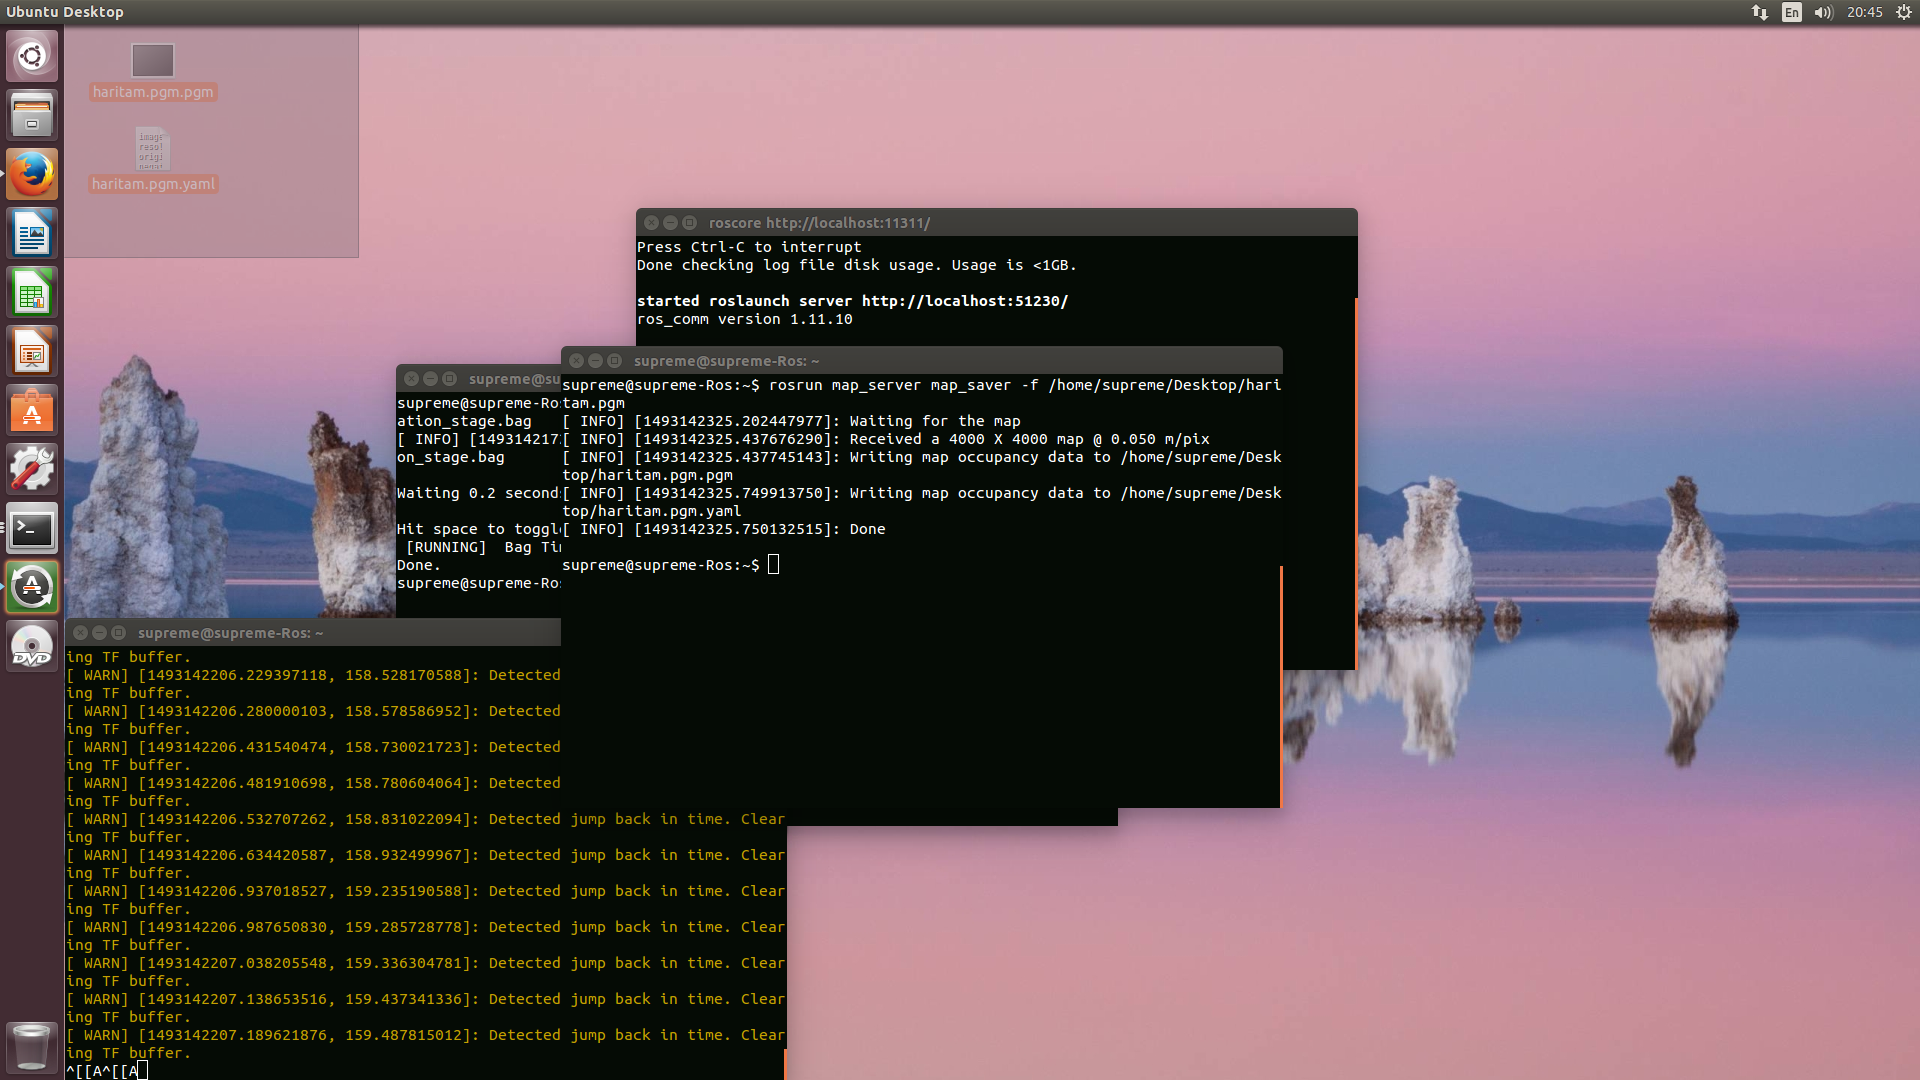 Ubuntu Desktop
En
20:45
haritam.pgm.pgm
image
resol
origi
haritam.pgm.yaml
DVD
roscore http://localhost:11311/
Press Ctrl-C to interrupt
Done checking log file disk usage. Usage is <1GB.
started roslaunch server http://localhost:51230/
ros_comm version 1.11.10
supreme@supreme-Ros: ~
supreme@supreme-Ros:~$ rosrun map_server map_saver -f /home/supreme/Desktop/hari
tam.pgm
[ INFO] [1493142325.202447977]: Waiting for the map
[ INFO] [1493142325.437676290]: Received a 4000 X 4000 map @ 0.050 m/pix
[ INFO] [1493142325.437745143]: Writing map occupancy data to /home/supreme/Desk
top/haritam.pgm.pgm
[ INFO] [1493142325.749913750]: Writing map occupancy data to /home/supreme/Desk
top/haritam.pgm.yaml
[ INFO] [1493142325.750132515]: Done
supreme@supreme-Ros:~$
supreme@su
supreme@supreme-Ro
ation_stage.bag
[ INFO] [149314217
on_stage.bag
Waiting 0.2 second
Hit space to toggl
[RUNNING]  Bag Ti
Done.
supreme@supreme-Ro
supreme@supreme-Ros: ~
ing TF buffer.
[ WARN] [1493142206.229397118, 158.528170588]: Detected
ing TF buffer.
[ WARN] [1493142206.280000103, 158.578586952]: Detected
ing TF buffer.
[ WARN] [1493142206.431540474, 158.730021723]: Detected
ing TF buffer.
[ WARN] [1493142206.481910698, 158.780604064]: Detected
ing TF buffer.
[ WARN] [1493142206.532707262, 158.831022094]: Detected jump back in time. Clear
ing TF buffer.
[ WARN] [1493142206.634420587, 158.932499967]: Detected jump back in time. Clear
ing TF buffer.
[ WARN] [1493142206.937018527, 159.235190588]: Detected jump back in time. Clear
ing TF buffer.
[ WARN] [1493142206.987650830, 159.285728778]: Detected jump back in time. Clear
ing TF buffer.
[ WARN] [1493142207.038205548, 159.336304781]: Detected jump back in time. Clear
ing TF buffer.
[ WARN] [1493142207.138653516, 159.437341336]: Detected jump back in time. Clear
ing TF buffer.
[ WARN] [1493142207.189621876, 159.487815012]: Detected jump back in time. Clear
ing TF buffer.
^[[A^[[A